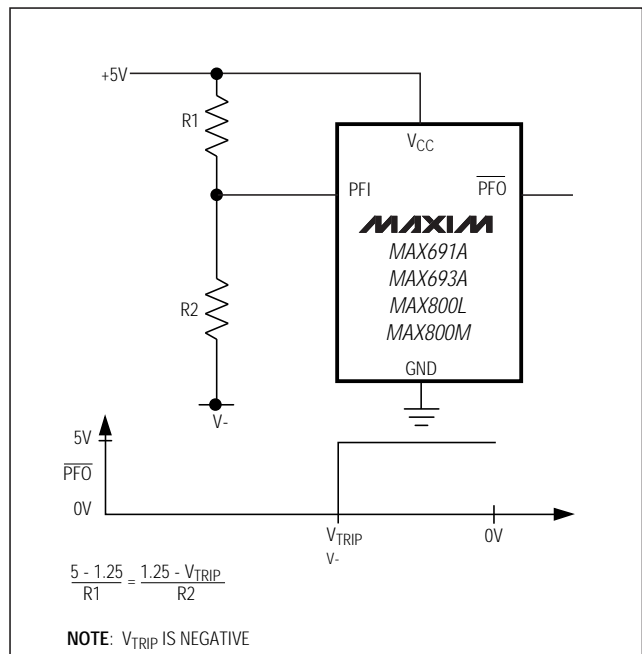 +5V
R1
VCC
PFI
PFO
MAXIM
MAX691A
MAX693A
MAX800L
MAX800M
R2
GND
V-
5V
PFO
0V
VTRIP
0V
V-
5 - 1.25 = 1.25 - VTRIP
R1 R2
NOTE: VTRIP IS NEGATIVE